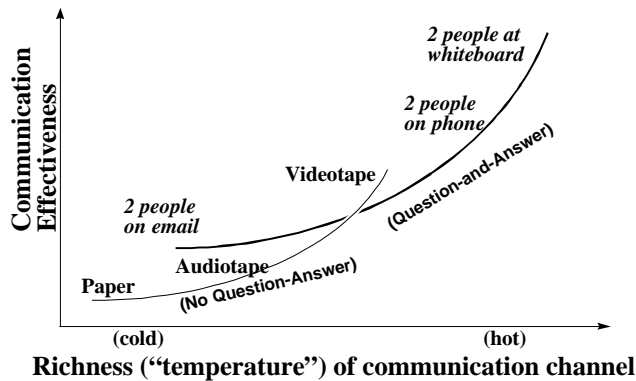 2 people at
whiteboard
2 people
on phone
Communication
Effectiveness
Videotape
(Question-and-Answer)
2 people
on email
Audiotape
Paper
(No Question-Answer)
(cold)
(hot)
Richness (“temperature”) of communication channel